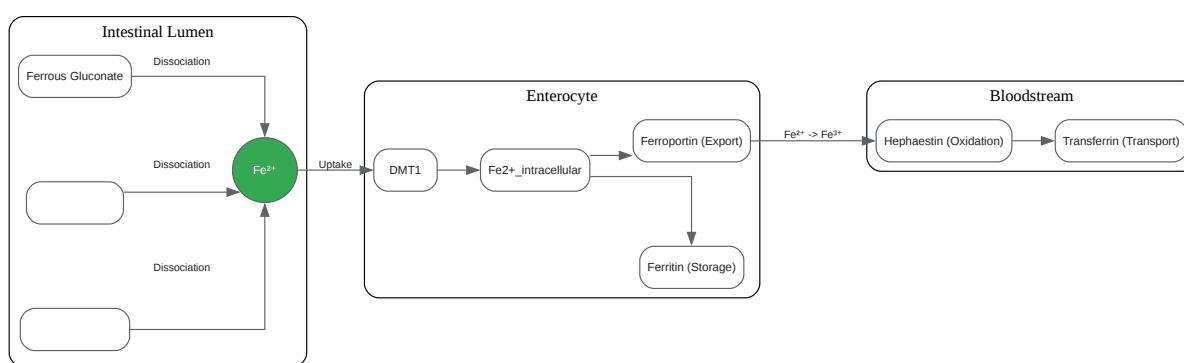 Intestinal Lumen
Ferrous Gluconate
Dissociation
Dissociation
Dissociation
Fe²⁺
Uptake
Enterocyte
DMT1
Fe2+_intracellular
Ferroportin (Export)
Ferritin (Storage)
Fe²⁺ -> Fe³⁺
Bloodstream
Hephaestin (Oxidation)
Transferrin (Transport)